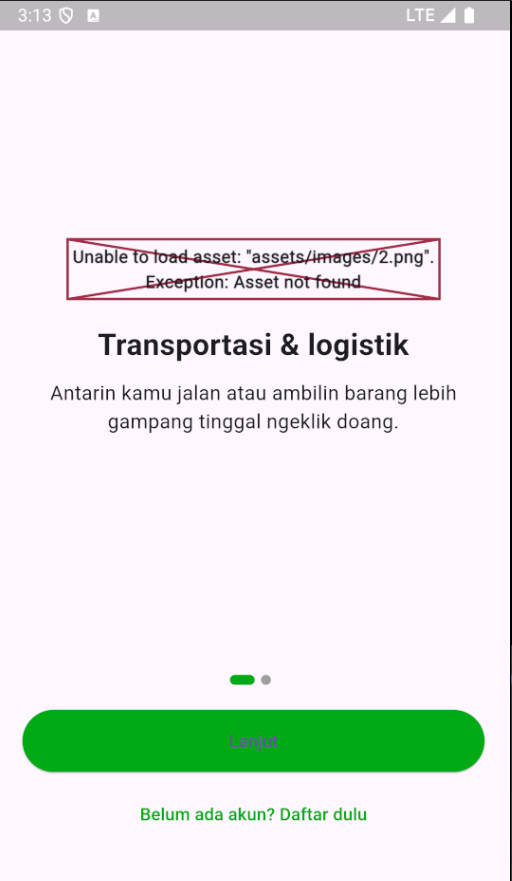 3:13
LTE
Unable to load asset: "assets/images/2.png".
Exception: Asset not found
Transportasi & logistik
Antarin kamu jalan atau ambilin barang lebih
gampang tinggal ngeklik doang.
Lanjut
Belum ada akun? Daftar dulu